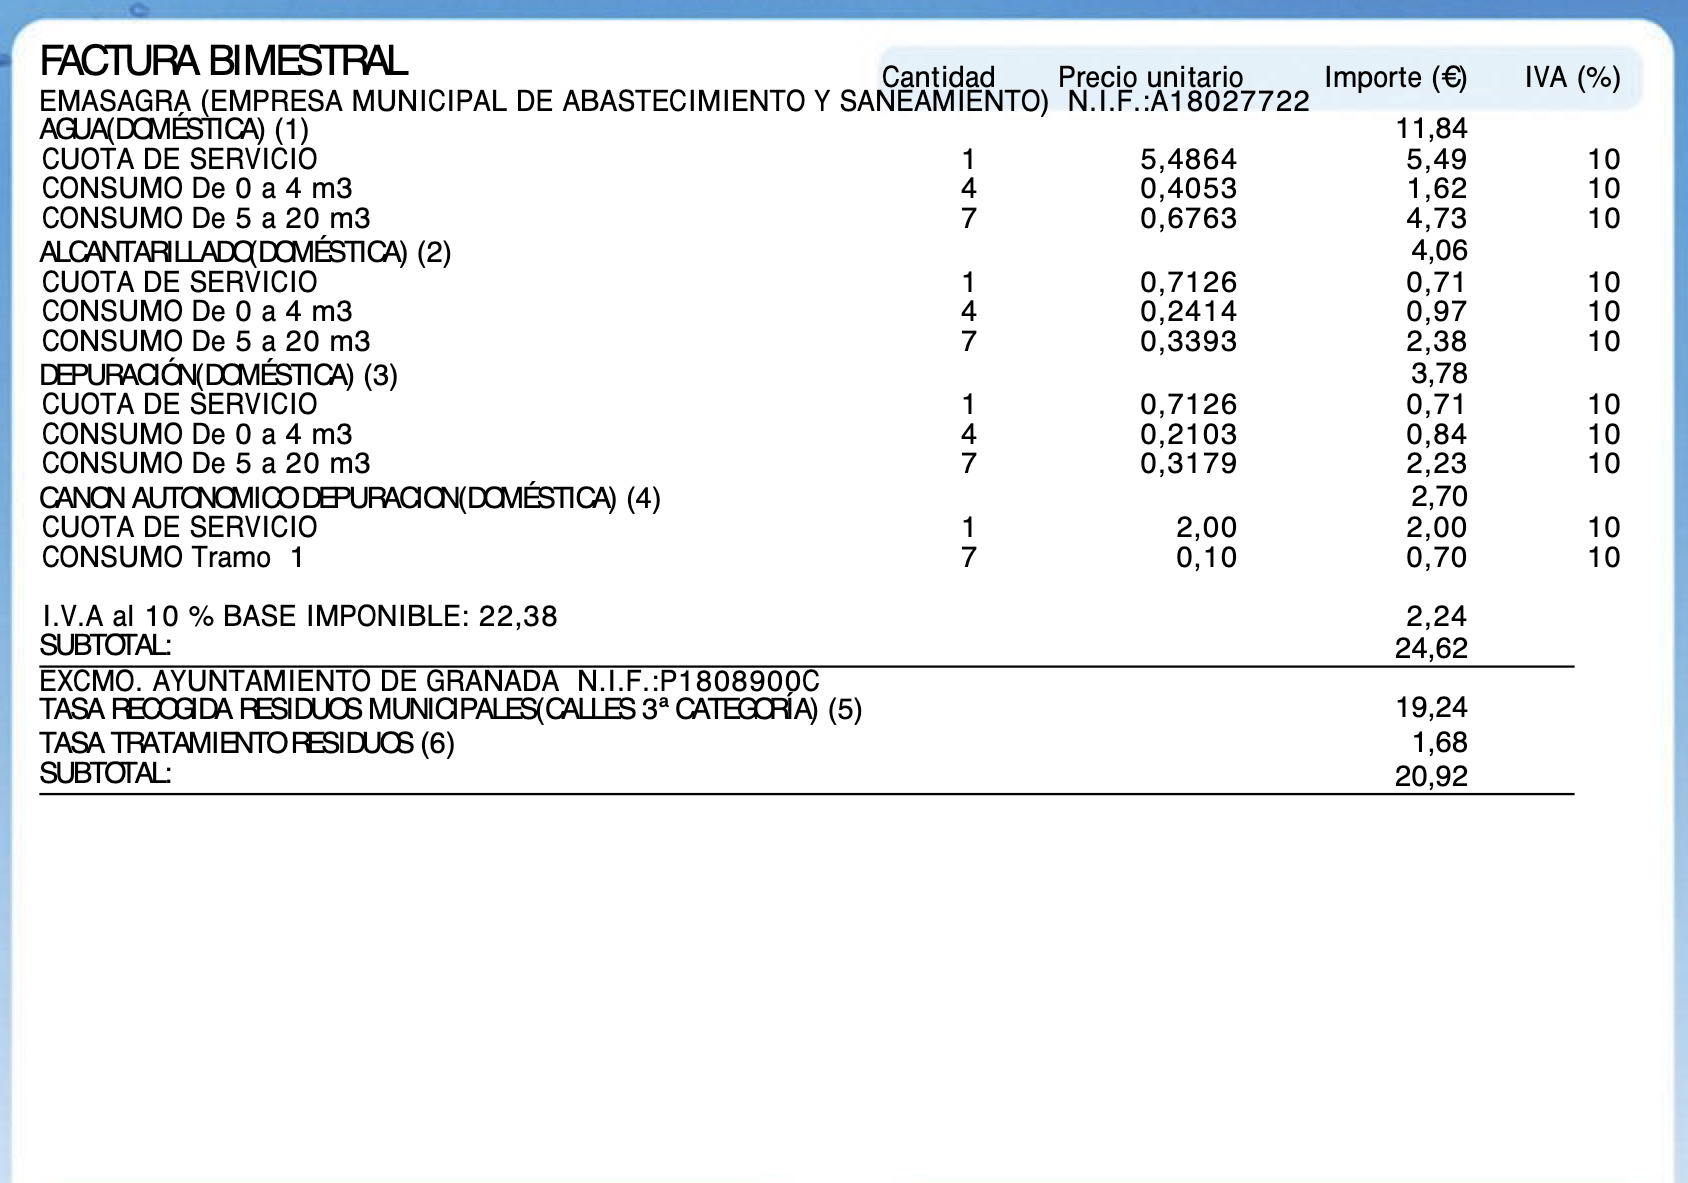 FACTURA BIMESTRAL
Cantidad Precio unitario Importe (€) IVA (%)
EMASAGRA (EMPRESA MUNICIPAL DE ABASTECIMIENTO Y SANEAMIENTO) N.I.F.:A18027722
AGUA(DOMÉSTICA) (1) 11,84
CUOTA DE SERVICIO 1 5,4864 5,49 10
CONSUMO De 0 a 4 m3 4 0,4053 1,62 10
CONSUMO De 5 a 20 m3 7 0,6763 4,73 10
ALCANTARILLADO(DOMÉSTICA) (2) 4,06
CUOTA DE SERVICIO 1 0,7126 0,71 10
CONSUMO De 0 a 4 m3 4 0,2414 0,97 10
CONSUMO De 5 a 20 m3 7 0,3393 2,38 10
DEPURACIÓN(DOMÉSTICA) (3) 3,78
CUOTA DE SERVICIO 1 0,7126 0,71 10
CONSUMO De 0 a 4 m3 4 0,2103 0,84 10
CONSUMO De 5 a 20 m3 7 0,3179 2,23 10
CANON AUTONOMICO DEPURACION(DOMÉSTICA) (4) 2,70
CUOTA DE SERVICIO 1 2,00 2,00 10
CONSUMO Tramo 1 7 0,10 0,70 10
I.V.A al 10 % BASE IMPONIBLE: 22,38 2,24
SUBTOTAL: 24,62
EXCMO. AYUNTAMIENTO DE GRANADA N.I.F.:P1808900C
TASA RECOGIDA RESIDUOS MUNICIPALES(CALLES 3ª CATEGORÍA) (5) 19,24
TASA TRATAMIENTO RESIDUOS (6) 1,68
SUBTOTAL: 20,92